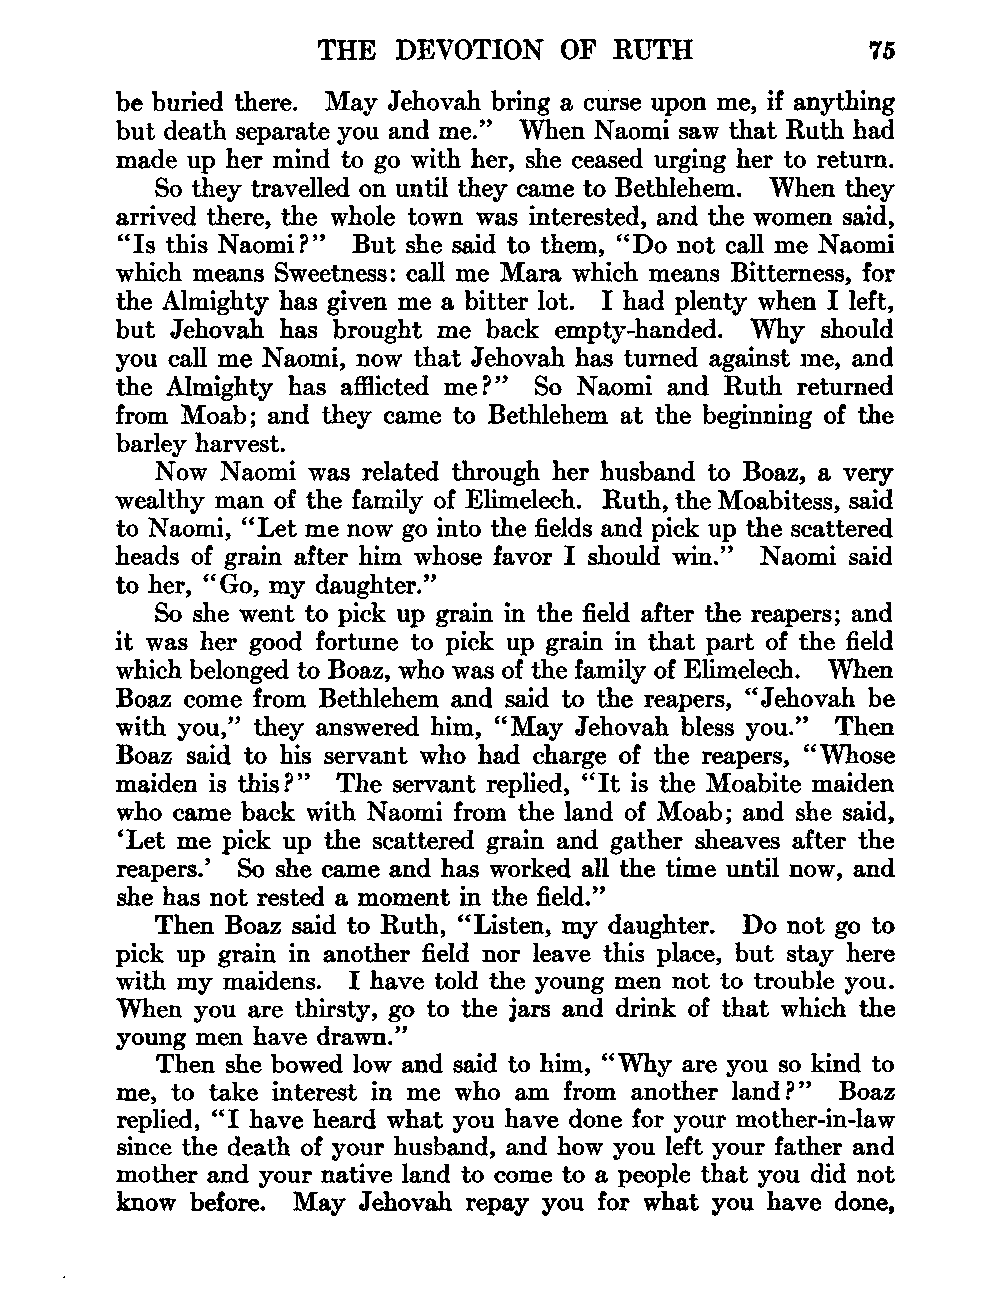 THE DEVOTION OF RUTH 75
be buried there. May Jehovah bring a curse upon me, if anything
but death separate you and me.” When Naomi saw that Ruth had
made up her mind to go with her, she ceased urging her to return.
So they travelled on until they came to Bethlehem. When they
arrived there, the whole town was interested, and the women said,
“Is this Naomi?” But she said to them, “Do not call me Naomi
which means Sweetness: call me Mara which means Bitterness, for
the Almighty has given me a bitter lot. I had plenty when I left,
but Jehovah has brought me back empty-handed. Why should
you call me Naomi, now that Jehovah has turned against me, and
the Almighty has afflicted me?” So Naomi and Ruth returned
from Moab; and they came to Bethlehem at the beginning of the
barley harvest.
Now Naomi was related through her husband to Boaz, a very
wealthy man of the family of Elimelech. Ruth, the Moabitess, said
to Naomi, “Let me now go into the fields and pick up the scattered
heads of grain after him whose favor I should win.” Naomi said
to her, “Go, my daughter.”
So she went to pick up grain in the field after the reapers; and
it was her good fortune to pick up grain in that part of the field
which belonged to Boaz, who was of the family of Elimelech. When
Boaz come from Bethlehem and said to the reapers, “Jehovah be
with you,” they answered him, “May Jehovah bless you.” Then
Boaz said to his servant who had charge of the reapers, “Whose
maiden is this?” The servant replied, “It is the Moabite maiden
who came back with Naomi from the land of Moab; and she said,
‘Let me pick up the scattered grain and gather sheaves after the
reapers.’ So she came and has worked all the time until now, and
she has not rested a moment in the field.”
Then Boaz said to Ruth, “Listen, my daughter. Do not go to
pick up grain in another field nor leave this place, but stay here
with my maidens. I have told the young men not to trouble you.
When you are thirsty, go to the jars and drink of that which the
young men have drawn.”
Then she bowed low and said to him, “Why are you so kind to
me, to take interest in me who am from another land?” Boaz
replied, “I have heard what you have done for your mother-in-law
since the death of your husband, and how you left your father and
mother and your native land to come to a people that you did not
know before. May Jehovah repay you for what you have done,